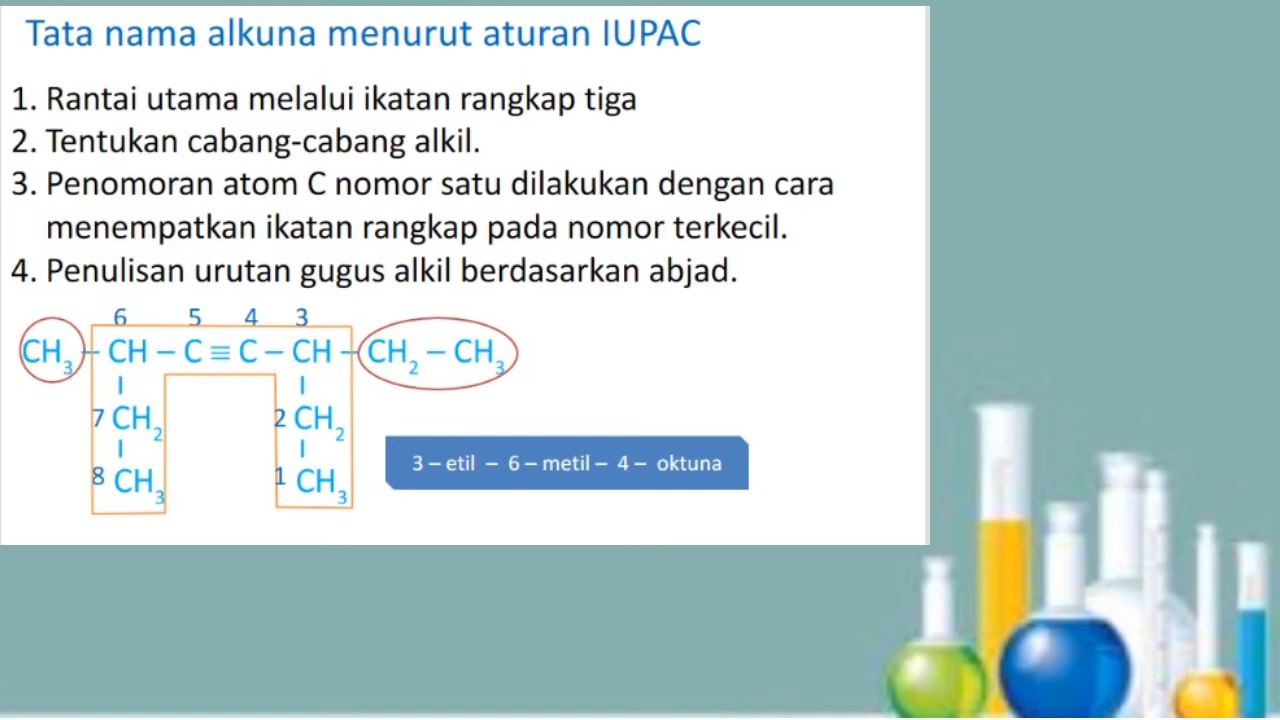 Tata nama alkuna menurut aturan IUPAC
1. Rantai utama melalui ikatan rangkap tiga
2. Tentukan cabang-cabang alkil.
3. Penomoran atom C nomor satu dilakukan dengan cara
menempatkan ikatan rangkap pada nomor terkecil.
4. Penulisan urutan gugus alkil berdasarkan abjad.
6 5 4 3
CH₃ – CH – C ≡ C – CH – CH₂ – CH₃
7 CH₂ 2 CH₂
8 CH₃ 1 CH₃
3 – etil – 6 – metil – 4 – oktuna